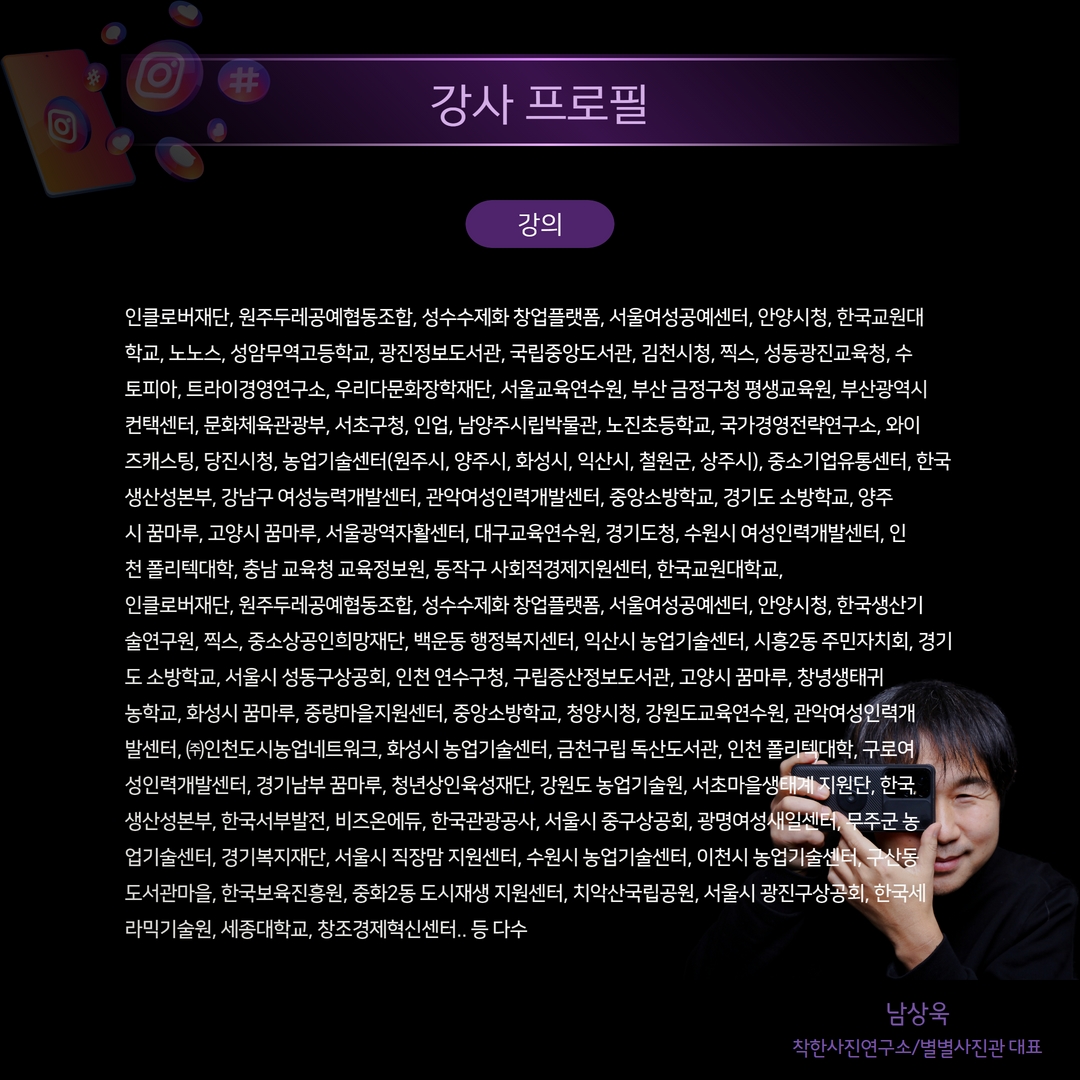 강사 프로필
강의
인클로버재단, 원주두레공예협동조합, 성수수제화 창업플랫폼, 서울여성공예센터, 안양시청, 한국교원대
학교, 노노스, 성암무역고등학교, 광진정보도서관, 국립중앙도서관, 김천시청, 찍스, 성동광진교육청, 수
토피아, 트라이경영연구소, 우리다문화장학재단, 서울교육연수원, 부산 금정구청 평생교육원, 부산광역시
컨택센터, 문화체육관광부, 서초구청, 인업, 남양주시립박물관, 노진초등학교, 국가경영전략연구소, 와이
즈캐스팅, 당진시청, 농업기술센터(원주시, 양주시, 화성시, 익산시, 철원군, 상주시), 중소기업유통센터, 한국
생산성본부, 강남구 여성능력개발센터, 관악여성인력개발센터, 중앙소방학교, 경기도 소방학교, 양주
시 꿈마루, 고양시 꿈마루, 서울광역자활센터, 대구교육연수원, 경기도청, 수원시 여성인력개발센터, 인
천 폴리텍대학, 충남 교육청 교육정보원, 동작구 사회적경제지원센터, 한국교원대학교,
인클로버재단, 원주두레공예협동조합, 성수수제화 창업플랫폼, 서울여성공예센터, 안양시청, 한국생산기
술연구원, 찍스, 중소상공인희망재단, 백운동 행정복지센터, 익산시 농업기술센터, 시흥2동 주민자치회, 경기
도 소방학교, 서울시 성동구상공회, 인천 연수구청, 구립증산정보도서관, 고양시 꿈마루, 창녕생태귀
농학교, 화성시 꿈마루, 중량마을지원센터, 중앙소방학교, 청양시청, 강원도교육연수원, 관악여성인력개
발센터, ㈜인천도시농업네트워크, 화성시 농업기술센터, 금천구립 독산도서관, 인천 폴리텍대학, 구로여
성인력개발센터, 경기남부 꿈마루, 청년상인육성재단, 강원도 농업기술원, 서초마을생태계 지원단, 한국
생산성본부, 한국서부발전, 비즈온에듀, 한국관광공사, 서울시 중구상공회, 광명여성새일센터, 무주군 농
업기술센터, 경기복지재단, 서울시 직장맘 지원센터, 수원시 농업기술센터, 이천시 농업기술센터, 구산동
도서관마을, 한국보육진흥원, 중화2동 도시재생 지원센터, 치악산국립공원, 서울시 광진구상공회, 한국세
라믹기술원, 세종대학교, 창조경제혁신센터.. 등 다수
남상욱
착한사진연구소/별별사진관 대표